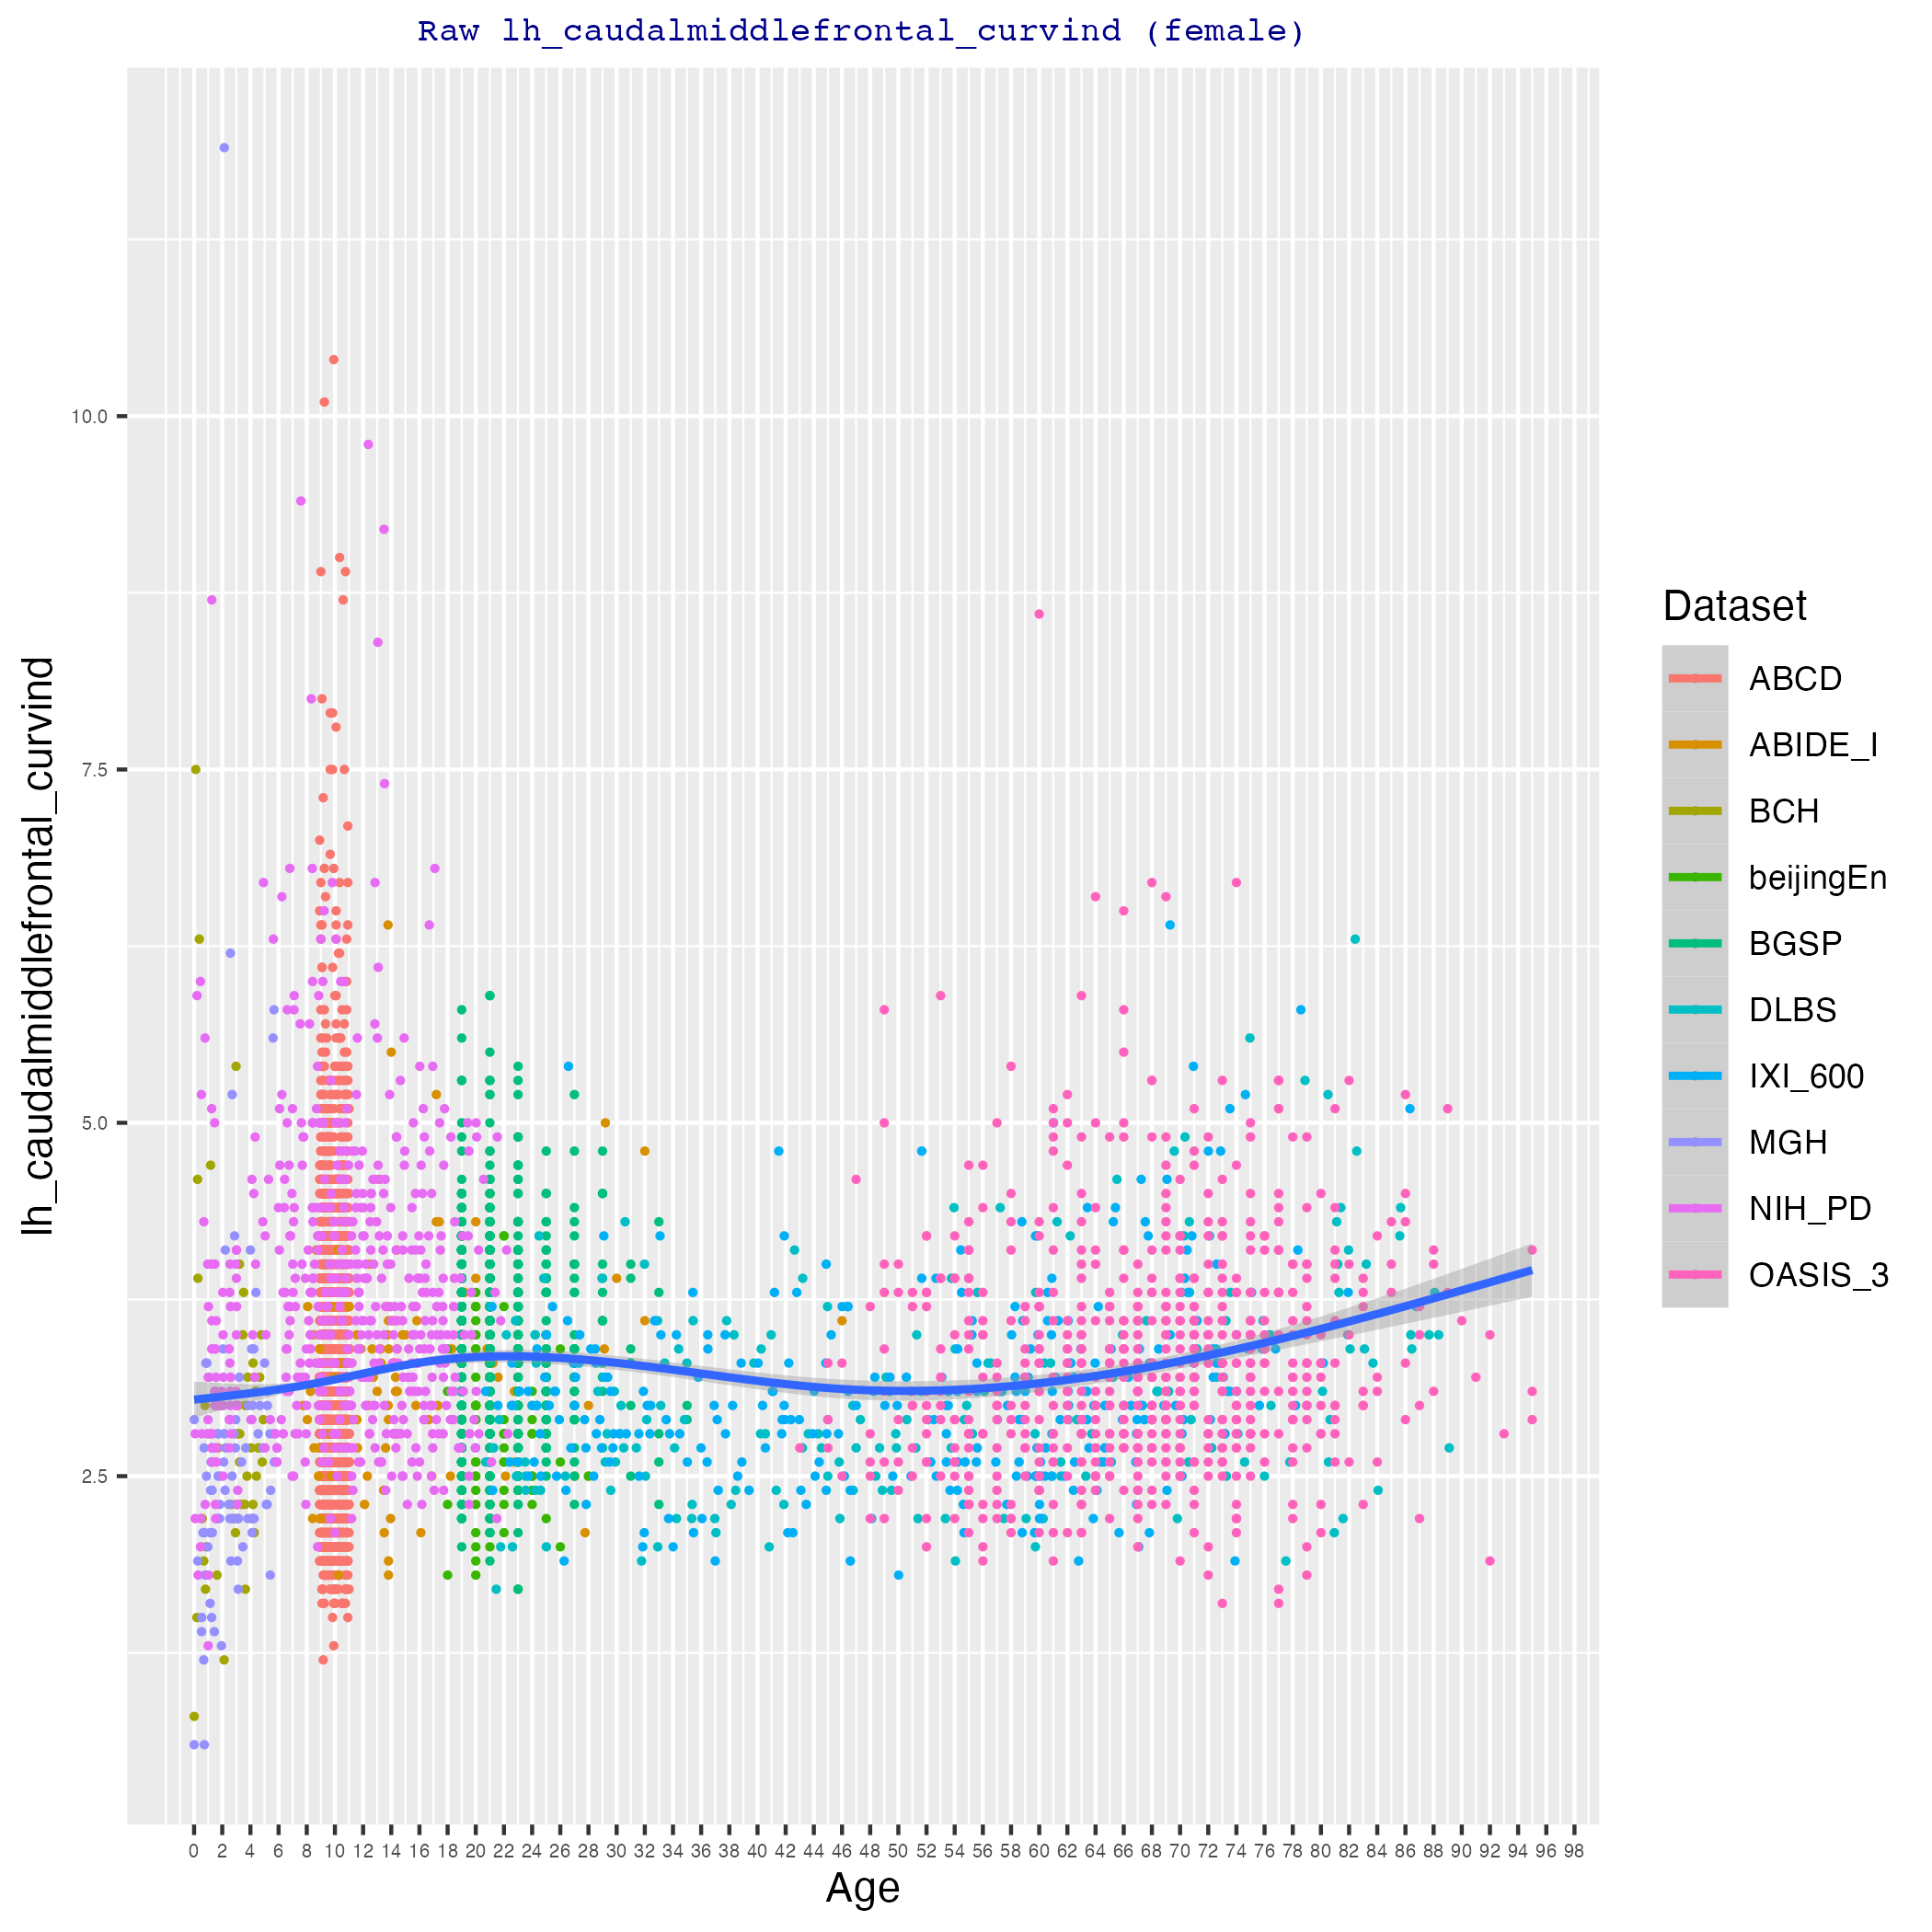 Raw lh_caudalmiddlefrontal_curvind (female)
lh_caudalmiddlefrontal_curvind
10.0
7.5
5.0
2.5
0 2 4 6 8 10 12 14 16 18 20 22 24 26 28 30 32 34 36 38 40 42 44 46 48 50 52 54 56 58 60 62 64 66 68 70 72 74 76 78 80 82 84 86 88 90 92 94 96 98
Age
Dataset
ABCD
ABIDE_I
BCH
beijingEn
BGSP
DLBS
IXI_600
MGH
NIH_PD
OASIS_3